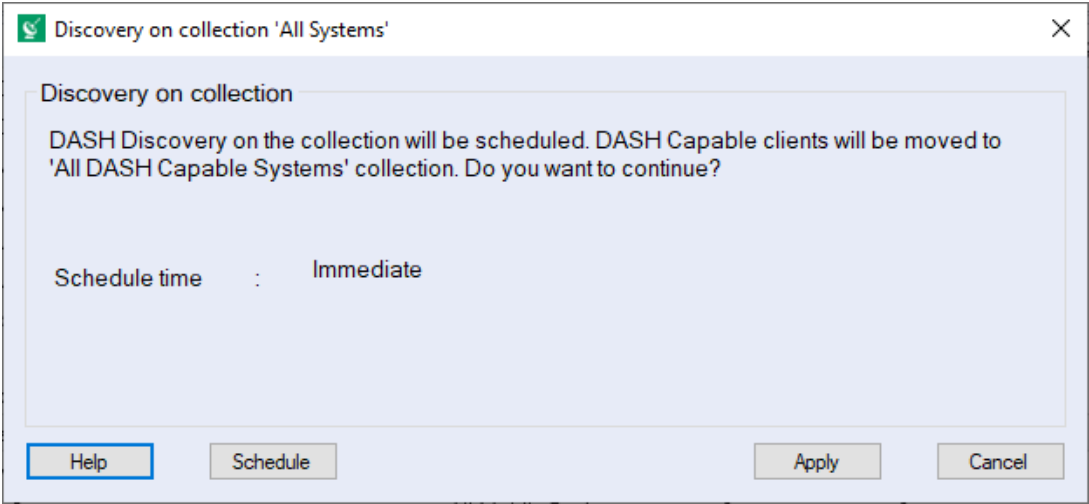 Discovery on collection 'All Systems'
Discovery on collection
DASH Discovery on the collection will be scheduled. DASH Capable clients will be moved to
'All DASH Capable Systems' collection. Do you want to continue?
Schedule time : Immediate
Help Schedule Apply Cancel